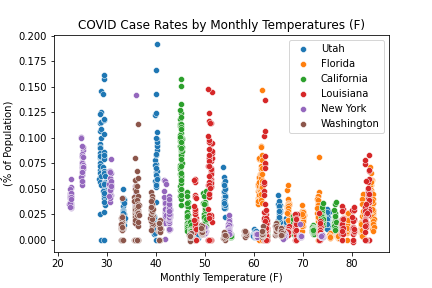 COVID Case Rates by Monthly Temperatures (F)
(% of Population)
0.200
0.175
0.150
0.125
0.100
0.075
0.050
0.025
0.000
Utah
Florida
California
Louisiana
New York
Washington
20 30 40 50 60 70 80
Monthly Temperature (F)